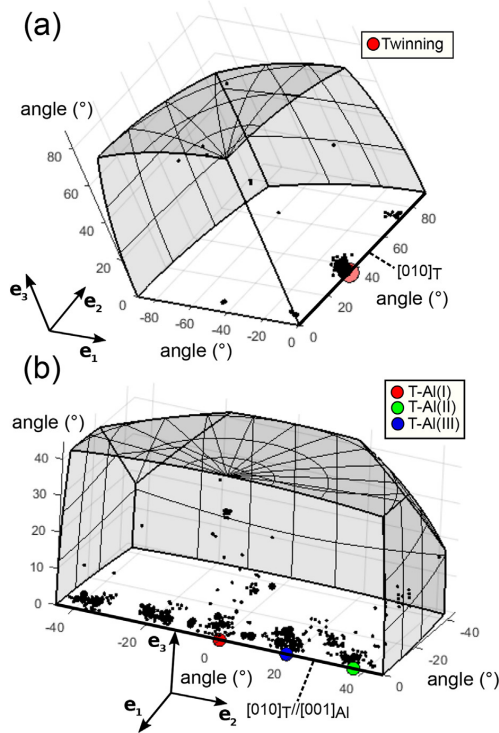 (a)
Twinning
angle (°)
80
60
40
20
0
-80
-60
-40
-20
0
angle (°)
0
20
40
60
80
angle (°)
[010]T
e3
e2
e1
(b)
T-Al(I)
T-Al(II)
T-Al(III)
angle (°)
40
30
20
10
0
-40
-20
0
20
40
angle (°)
0
-20
-40
angle (°)
[010]T//[001]Al
e3
e1
e2